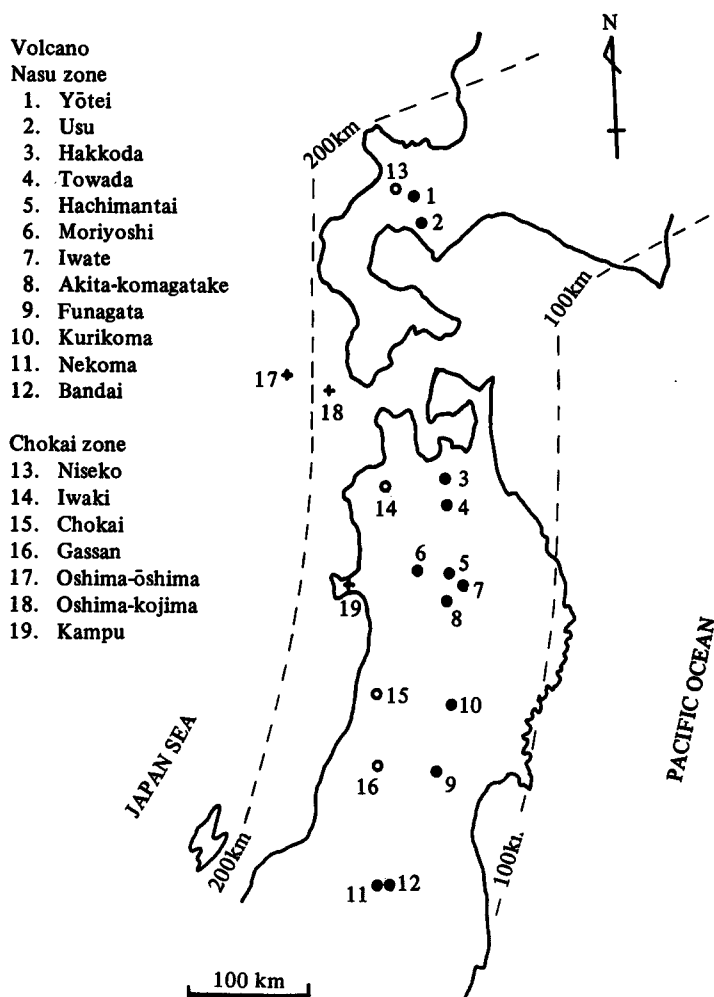 Volcano
Nasu zone
1. Yōtei
2. Usu
3. Hakkoda
4. Towada
5. Hachimantai
6. Moriyoshi
7. Iwate
8. Akita-komagatake
9. Funagata
10. Kurikoma
11. Nekoma
12. Bandai
Chokai zone
13. Niseko
14. Iwaki
15. Chokai
16. Gassan
17. Oshima-ōshima
18. Oshima-kojima
19. Kampu
N
200km
13
1
2
100km
17
18
3
14
4
6
5
7
19
8
15
10
16
9
JAPAN SEA
PACIFIC OCEAN
200km
100k
11
12
100 km